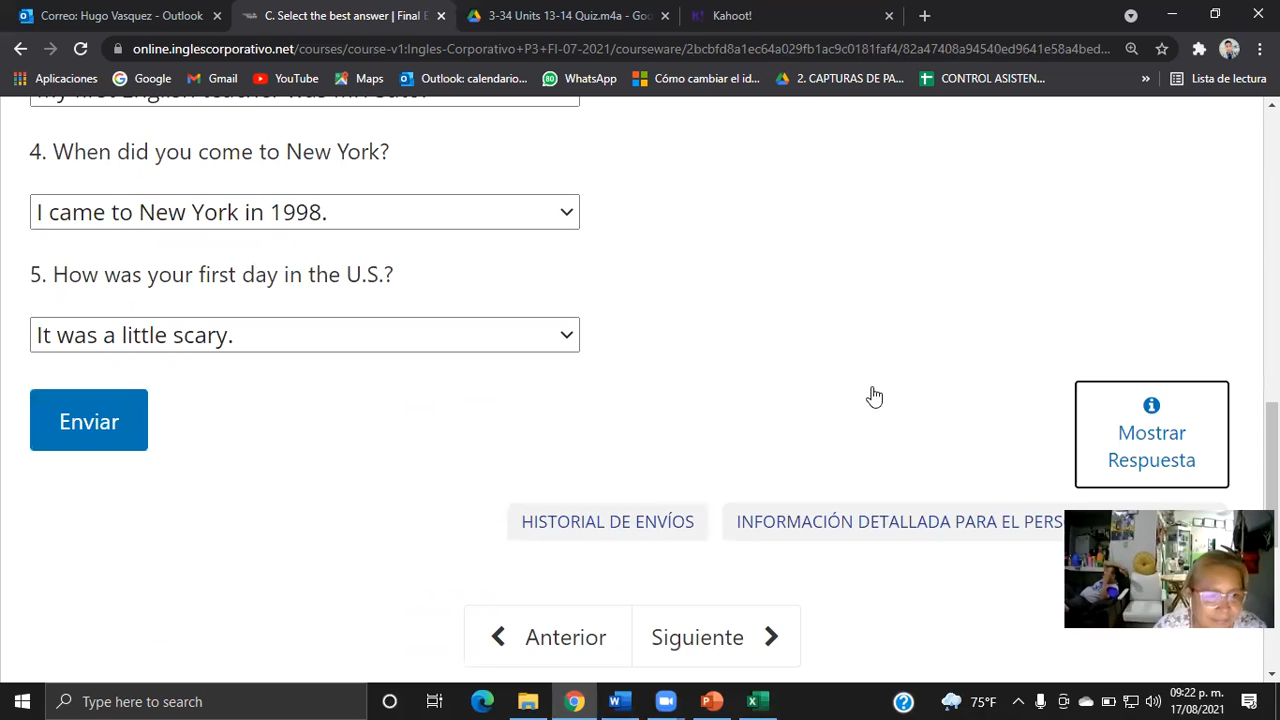 Correo: Hugo Vasquez - Outlook
C. Select the best answer | Final E
3-34 Units 13-14 Quiz.m4a - Goo
Kahoot!
online.inglescorporativo.net/courses/course-v1:Ingles-Corporativo+P3+FI-07-2021/courseware/2bcbfd8a1ec64a029fb1ac9c0181faf4/82a47408a94540ed9641e58a4bed...
Aplicaciones
Google
Gmail
YouTube
Maps
Outlook: calendario...
WhatsApp
Cómo cambiar el id...
2. CAPTURAS DE PA...
CONTROL ASISTEN...
»
Lista de lectura
4. When did you come to New York?
I came to New York in 1998.
5. How was your first day in the U.S.?
It was a little scary.
Enviar
Mostrar
Respuesta
HISTORIAL DE ENVÍOS
INFORMACIÓN DETALLADA PARA EL PERS
Anterior
Siguiente
Type here to search
75°F
09:22 p. m.
17/08/2021